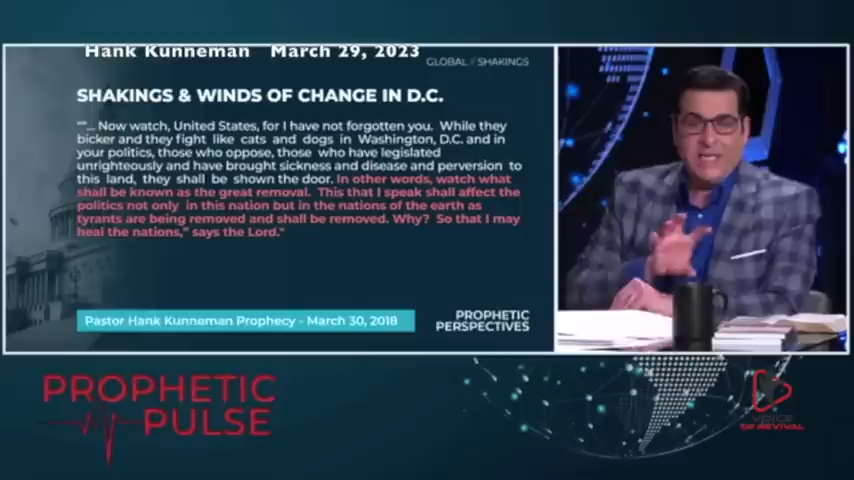 Hank Kunneman March 29, 2023
GLOBAL // SHAKINGS
SHAKINGS & WINDS OF CHANGE IN D.C.
"“... Now watch, United States, for I have not forgotten you. While they
bicker and they fight like cats and dogs in Washington, D.C. and in
your politics, those who oppose, those who have legislated
unrighteously and have brought sickness and disease and perversion to
this land, they shall be shown the door. In other words, watch what
shall be known as the great removal. This that I speak shall affect the
politics not only in this nation but in the nations of the earth as
tyrants are being removed and shall be removed. Why? So that I may
heal the nations,” says the Lord."
Pastor Hank Kunneman Prophecy - March 30, 2018
PROPHETIC
PERSPECTIVES
PROPHETIC
PULSE
VOICE
OF REVIVAL